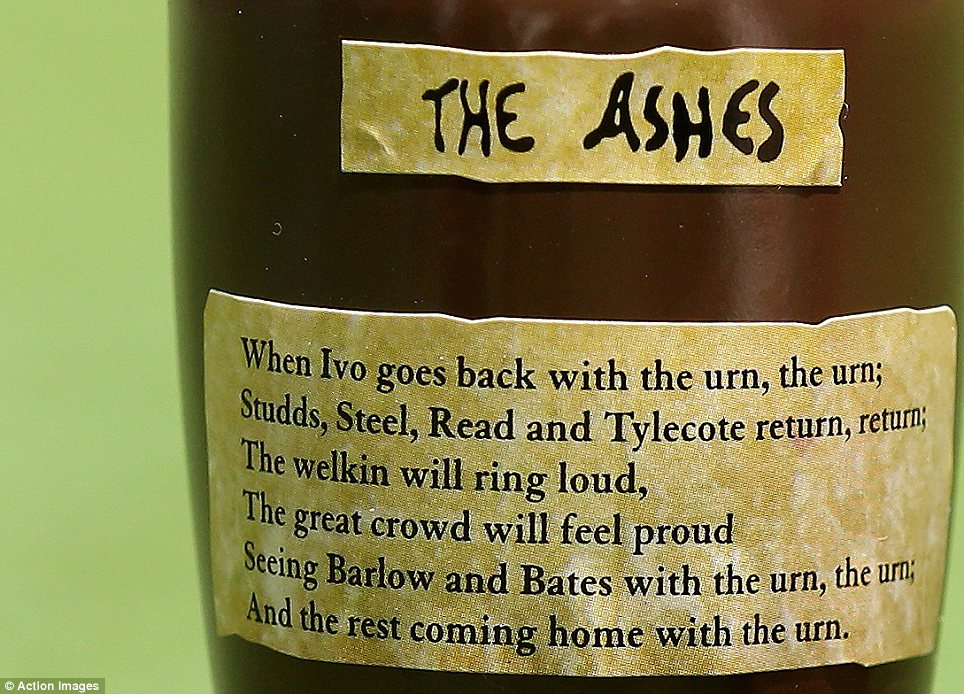 THE ASHES
When Ivo goes back with the urn, the urn;
Studds, Steel, Read and Tylecote return, return;
The welkin will ring loud,
The great crowd will feel proud
Seeing Barlow and Bates with the urn, the urn;
And the rest coming home with the urn.
© Action Images